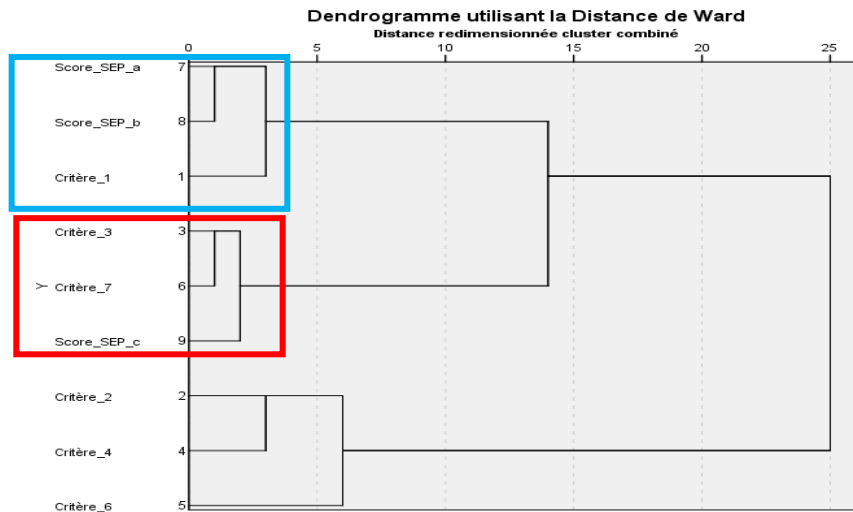 Dendrogramme utilisant la Distance de Ward
Distance redimensionnée cluster combiné
0 5 10 15 20 25
Score_SEP_a 7
Score_SEP_b 8
Critère_1 1
Critère_3 3
Y Critère_7 6
Score_SEP_c 9
Critère_2 2
Critère_4 4
Critère_6 5